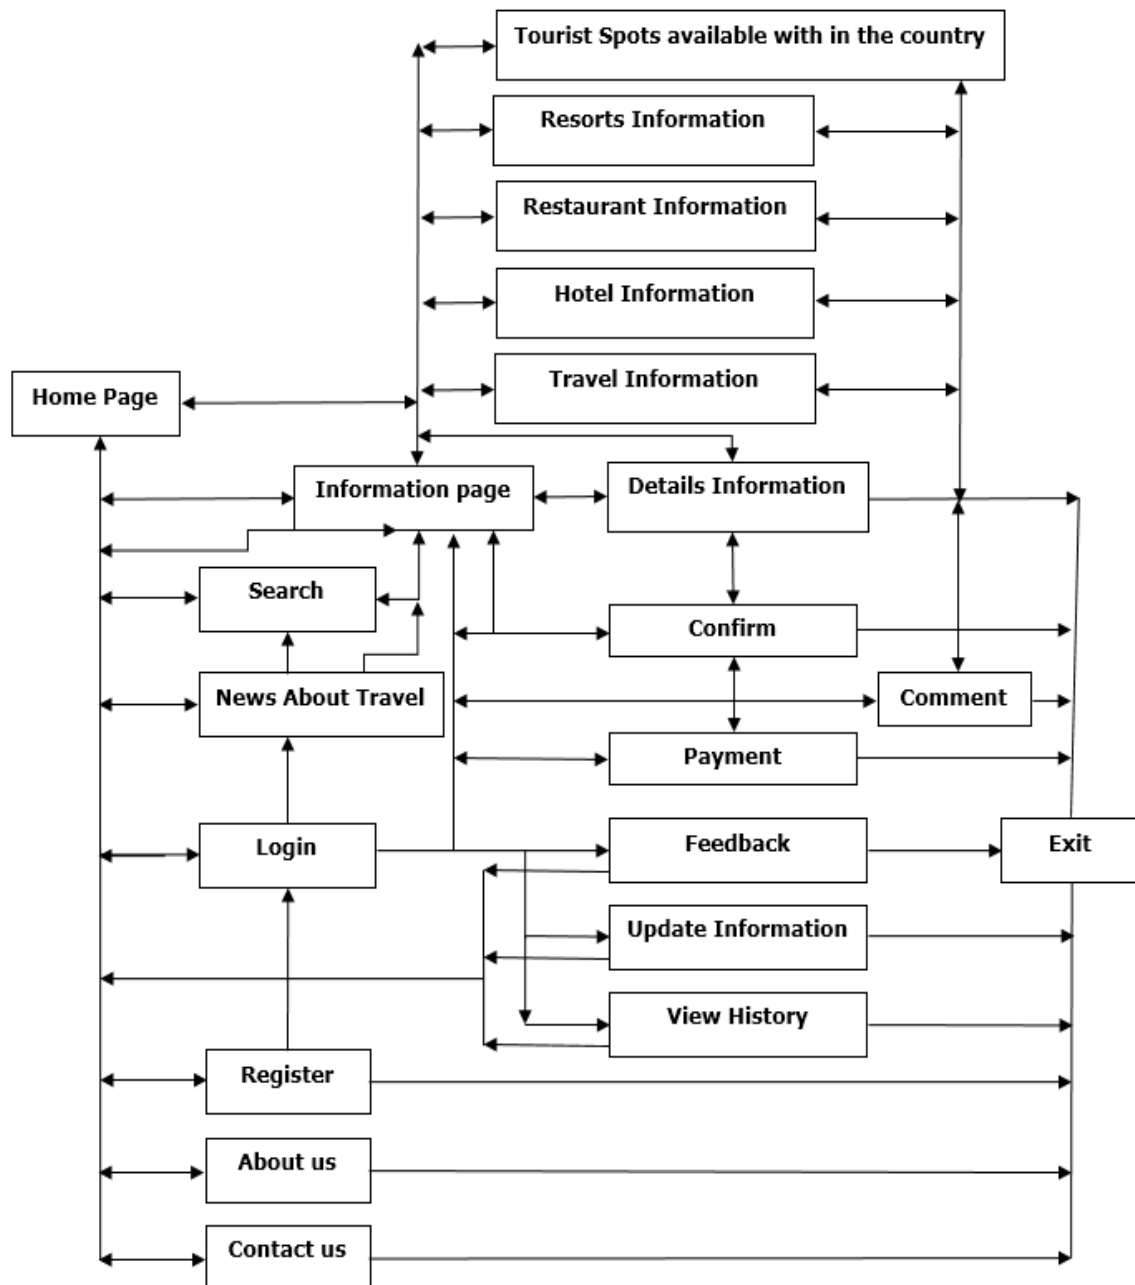 Tourist Spots available with in the country
Resorts Information
Restaurant Information
Hotel Information
Travel Information
Home Page
Information page
Details Information
Search
Confirm
News About Travel
Comment
Payment
Login
Feedback
Exit
Update Information
View History
Register
About us
Contact us